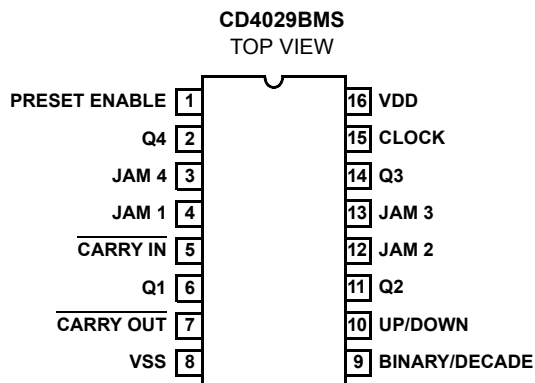 CD4029BMS
TOP VIEW
PRESET ENABLE 1
16 VDD
Q4 2
15 CLOCK
JAM 4 3
14 Q3
JAM 1 4
13 JAM 3
CARRY IN 5
12 JAM 2
Q1 6
11 Q2
CARRY OUT 7
10 UP/DOWN
VSS 8
9 BINARY/DECADE